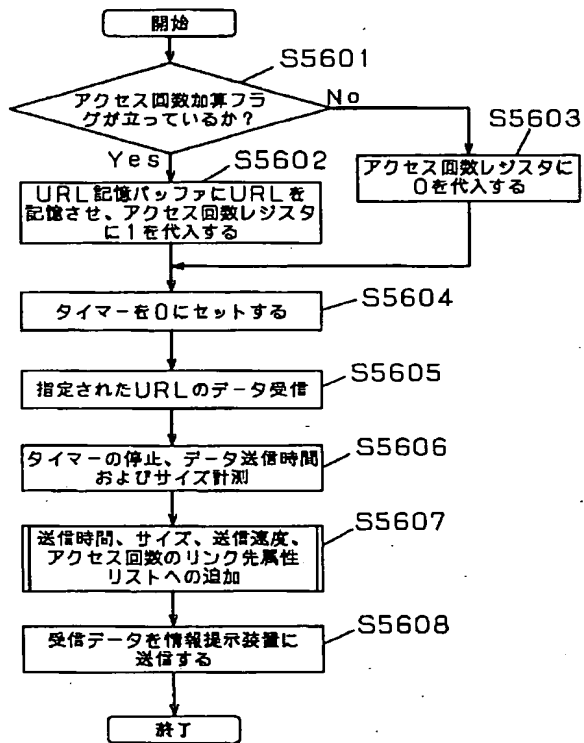 開始
S5601
アクセス回数加算フラ
グが立っているか?
No
Yes
S5602
S5603
URL記憶バッファにURLを
記憶させ、アクセス回数レジスタ
に1を代入する
アクセス回数レジスタに
0を代入する
S5604
タイマーを0にセットする
S5605
指定されたURLのデータ受信
S5606
タイマーの停止、データ送信時間
およびサイズ計測
S5607
送信時間、サイズ、送信速度、
アクセス回数のリンク先属性
リストへの追加
S5608
受信データを情報提示装置に
送信する
終了